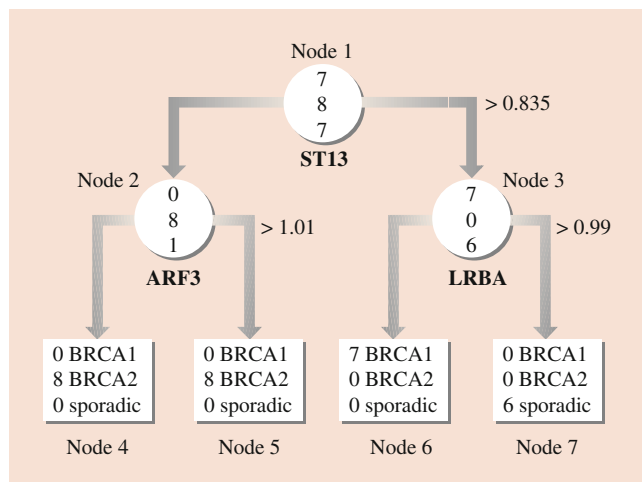 Node 1
7
8
7
ST13
> 0.835
Node 2
0
8
1
ARF3
> 1.01
Node 3
7
0
6
LRBA
> 0.99
0 BRCA1
8 BRCA2
0 sporadic
Node 4
0 BRCA1
8 BRCA2
0 sporadic
Node 5
7 BRCA1
0 BRCA2
0 sporadic
Node 6
0 BRCA1
0 BRCA2
6 sporadic
Node 7